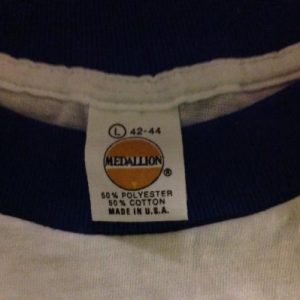 Ⓛ 42-44
MEDALLION
®
50% POLYESTER
50% COTTON
MADE IN U.S.A.